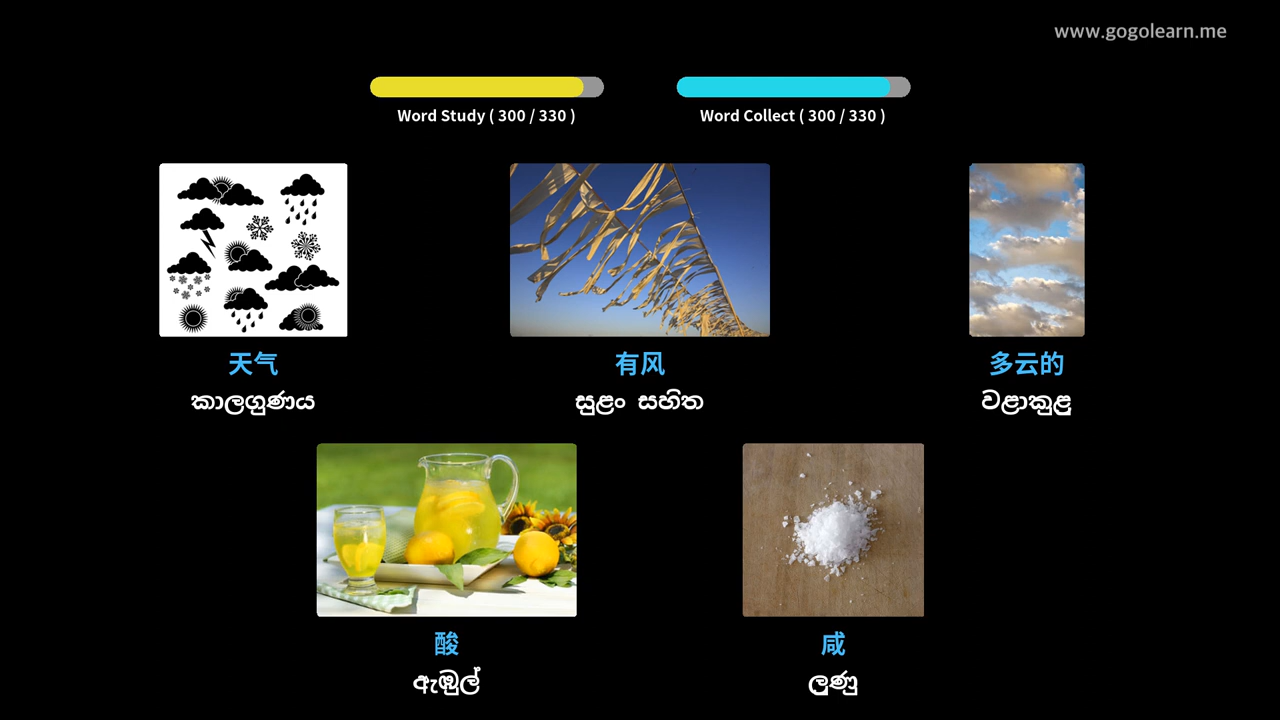 www.gogolearn.me
Word Study ( 300 / 330 )
Word Collect ( 300 / 330 )
天气
කාලගුණය
有风
සුළං සහිත
多云的
වළාකුළ
酸
ඇඹුල්
咸
ලුණු